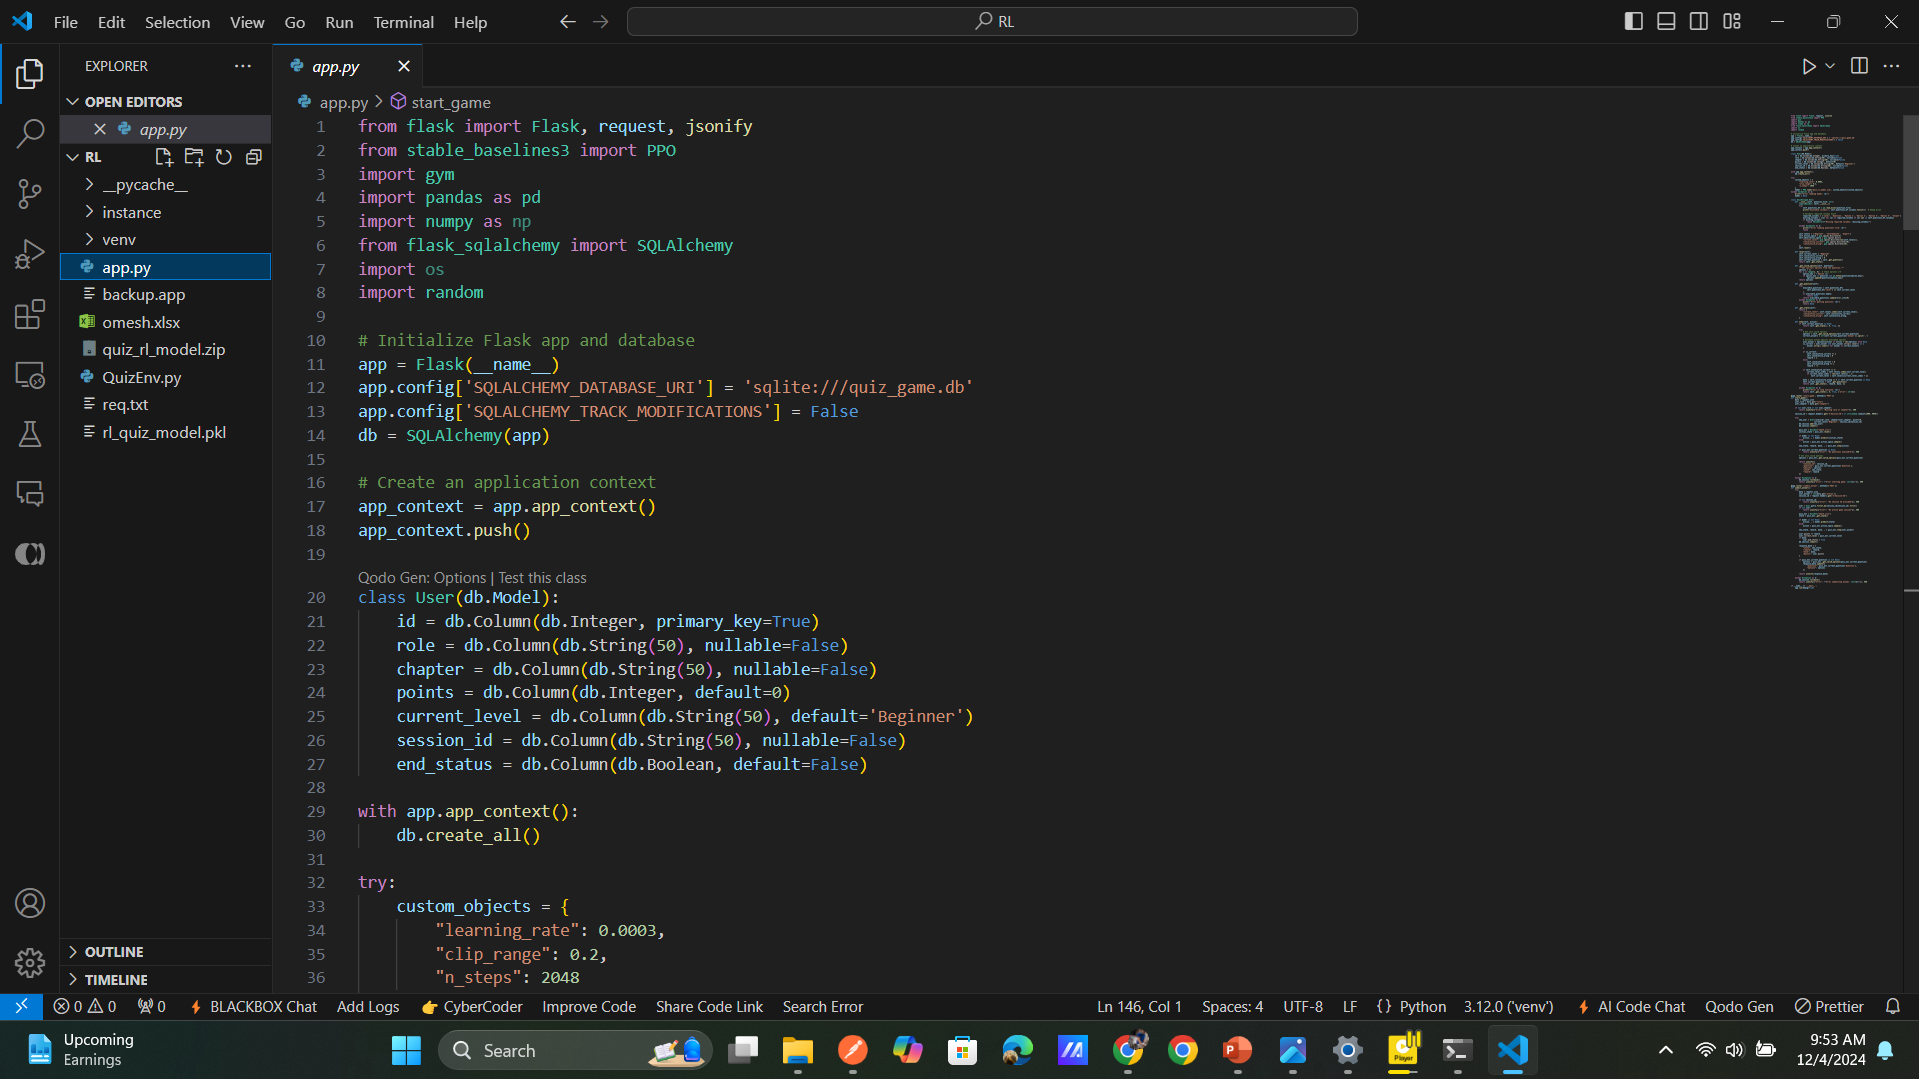 File Edit Selection View Go Run Terminal Help
RL
EXPLORER
OPEN EDITORS
app.py
RL
__pycache__
instance
venv
app.py
backup.app
omesh.xlsx
quiz_rl_model.zip
QuizEnv.py
req.txt
rl_quiz_model.pkl
OUTLINE
TIMELINE
app.py
app.py > start_game
1 from flask import Flask, request, jsonify
2 from stable_baselines3 import PPO
3 import gym
4 import pandas as pd
5 import numpy as np
6 from flask_sqlalchemy import SQLAlchemy
7 import os
8 import random
9
10 # Initialize Flask app and database
11 app = Flask(__name__)
12 app.config['SQLALCHEMY_DATABASE_URI'] = 'sqlite:///quiz_game.db'
13 app.config['SQLALCHEMY_TRACK_MODIFICATIONS'] = False
14 db = SQLAlchemy(app)
15
16 # Create an application context
17 app_context = app.app_context()
18 app_context.push()
19
Qodo Gen: Options | Test this class
20 class User(db.Model):
21 id = db.Column(db.Integer, primary_key=True)
22 role = db.Column(db.String(50), nullable=False)
23 chapter = db.Column(db.String(50), nullable=False)
24 points = db.Column(db.Integer, default=0)
25 current_level = db.Column(db.String(50), default='Beginner')
26 session_id = db.Column(db.String(50), nullable=False)
27 end_status = db.Column(db.Boolean, default=False)
28
29 with app.app_context():
30 db.create_all()
31
32 try:
33 custom_objects = {
34 "learning_rate": 0.0003,
35 "clip_range": 0.2,
36 "n_steps": 2048
0 0 0 BLACKBOX Chat Add Logs CyberCoder Improve Code Share Code Link Search Error Ln 146, Col 1 Spaces: 4 UTF-8 LF {} Python 3.12.0 ('venv') AI Code Chat Qodo Gen Prettier
Upcoming
Earnings
Search
Player
9:53 AM
12/4/2024